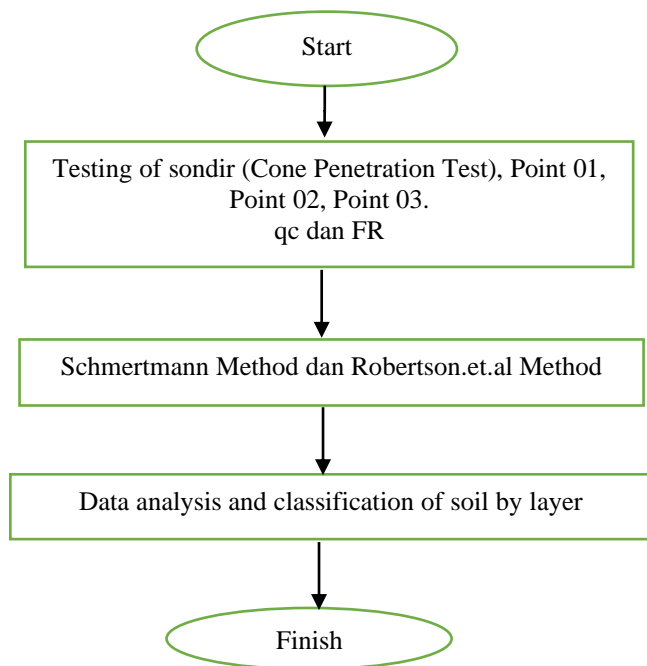 Start
Testing of sondir (Cone Penetration Test), Point 01,
Point 02, Point 03.
qc dan FR
Schmertmann Method dan Robertson.et.al Method
Data analysis and classification of soil by layer
Finish